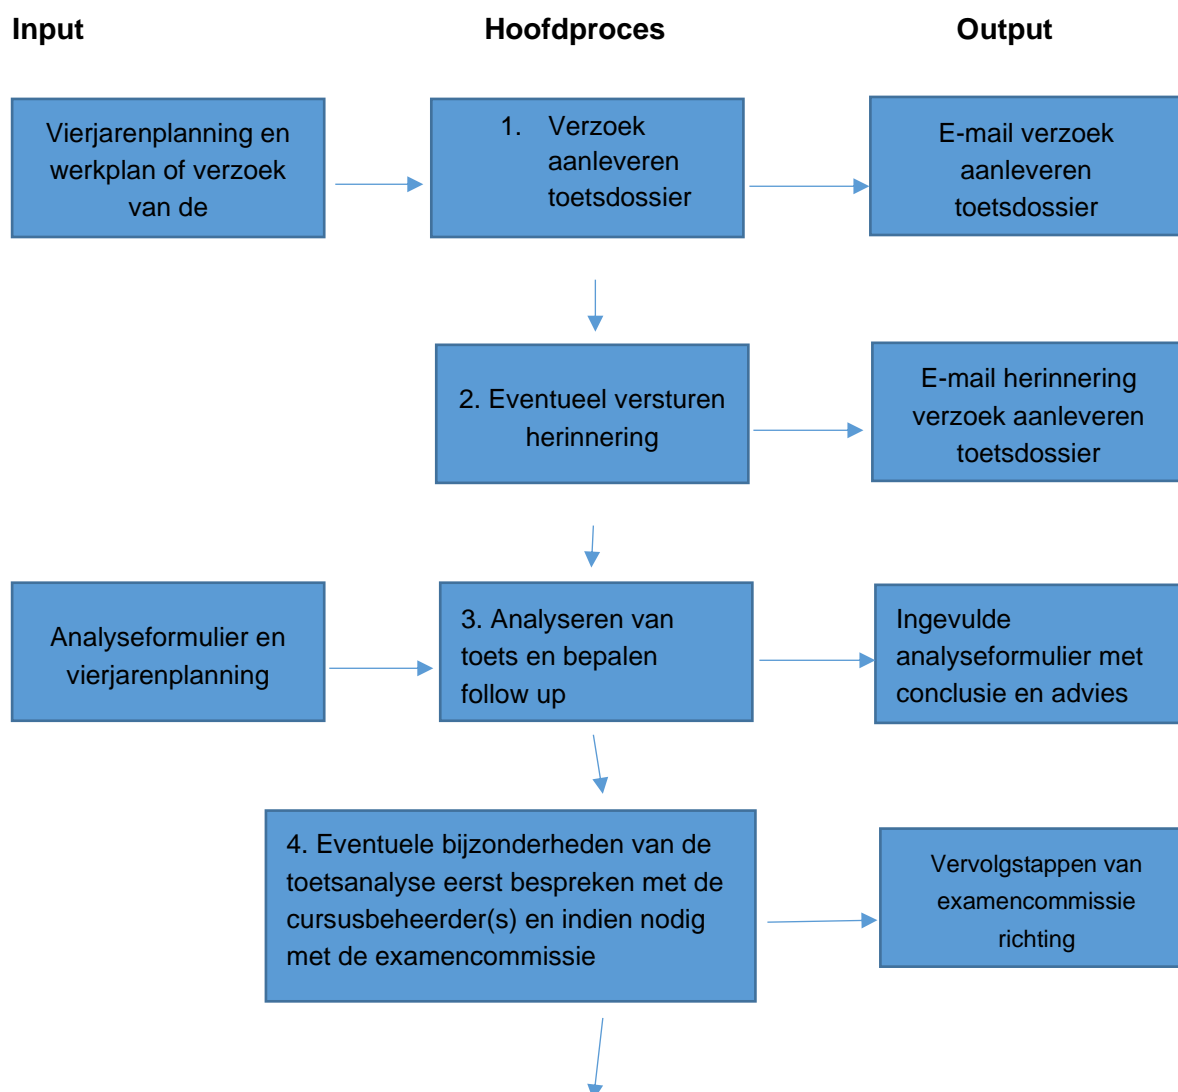 Input Hoofdproces Output
Vierjarenplanning en
werkplan of verzoek
van de
1. Verzoek
aanleveren
toetsdossier
E-mail verzoek
aanleveren
toetsdossier
2. Eventueel versturen
herinnering
E-mail herinnering
verzoek aanleveren
toetsdossier
Analyseformulier en
vierjarenplanning
3. Analyseren van
toets en bepalen
follow up
Ingevulde
analyseformulier met
conclusie en advies
4. Eventuele bijzonderheden van de
toetsanalyse eerst bespreken met de
cursusbeheerder(s) en indien nodig
met de examencommissie
Vervolgstappen van
examencommissie
richting